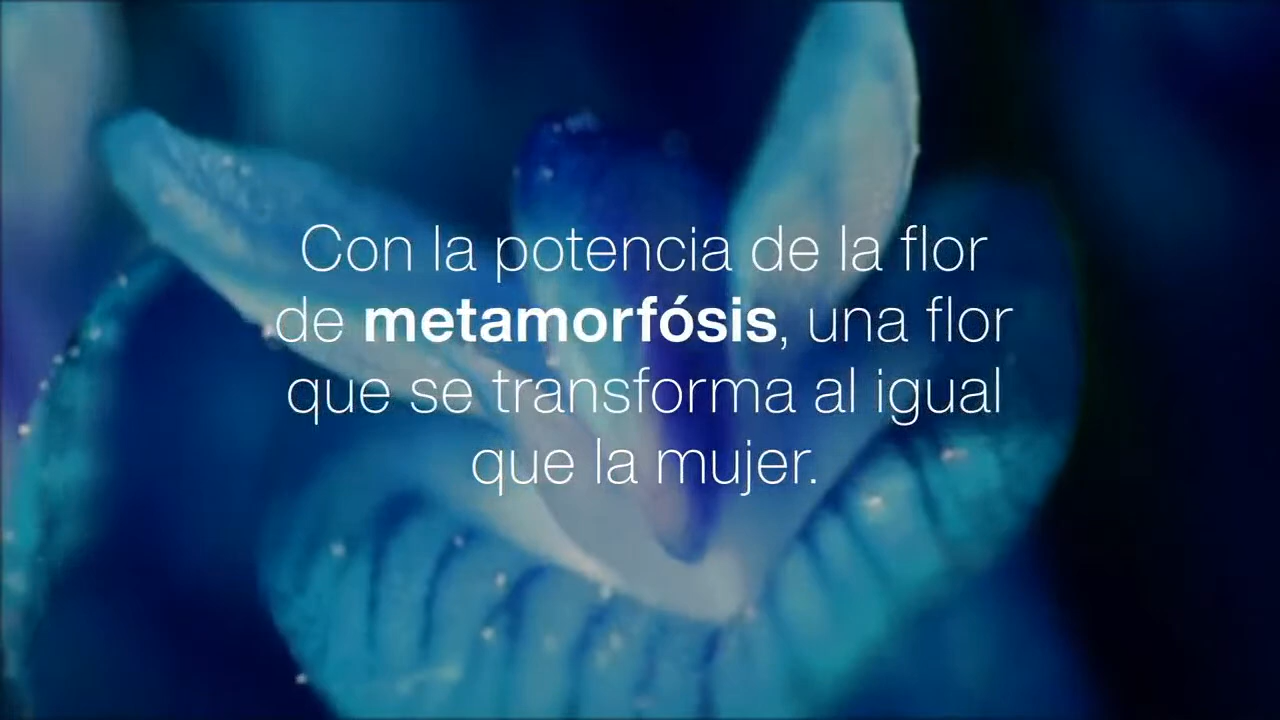 Con la potencia de la flor
de metamorfósis, una flor
que se transforma al igual
que la mujer.